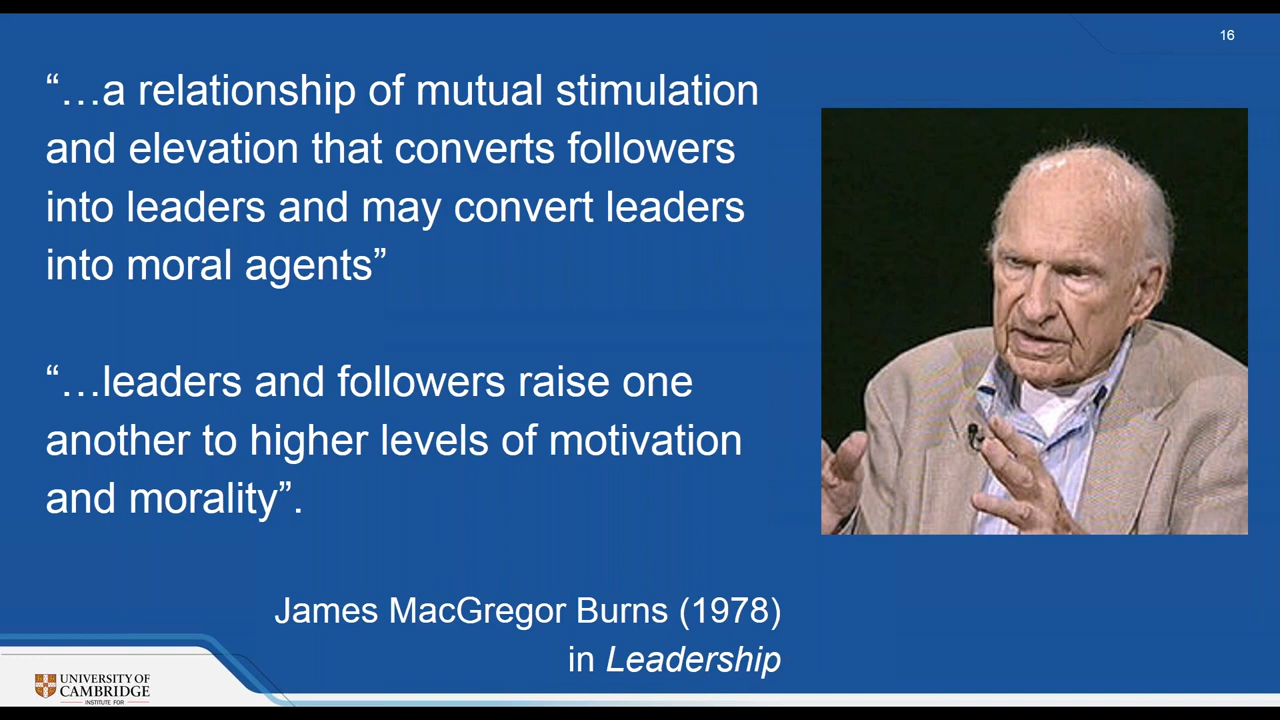 16
“…a relationship of mutual stimulation
and elevation that converts followers
into leaders and may convert leaders
into moral agents”
“…leaders and followers raise one
another to higher levels of motivation
and morality”.
James MacGregor Burns (1978)
in Leadership
UNIVERSITY OF
CAMBRIDGE
INSTITUTE FOR